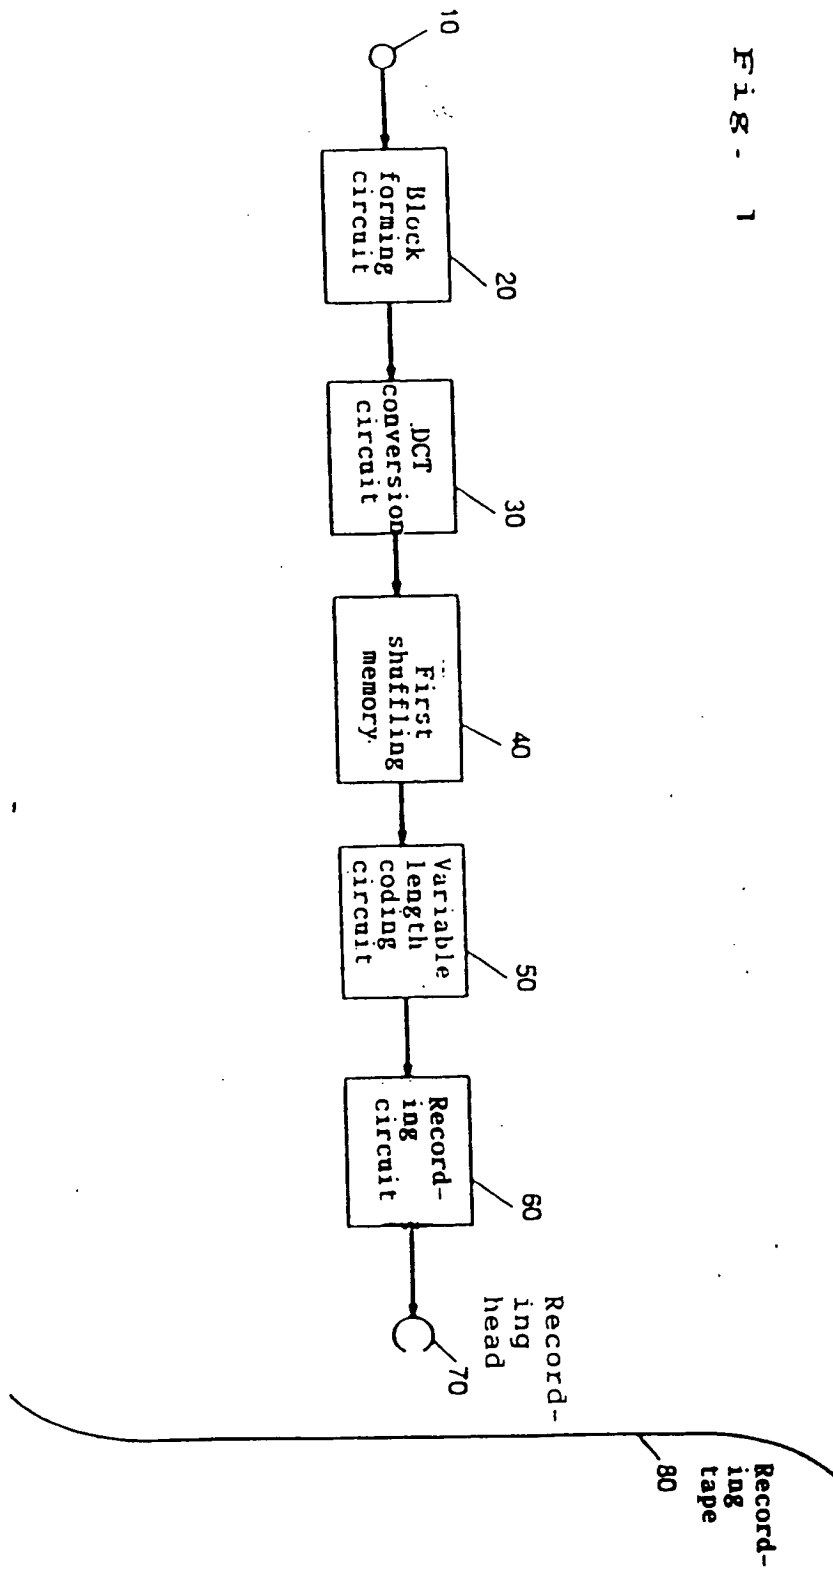 Fig. 1
10
Block
forming
circuit
20
DCT
conversion
circuit
30
First
shuffling
memory
40
Variable
length
coding
circuit
50
Record-
ing
circuit
60
Record-
ing
head
70
Record-
ing
tape
80